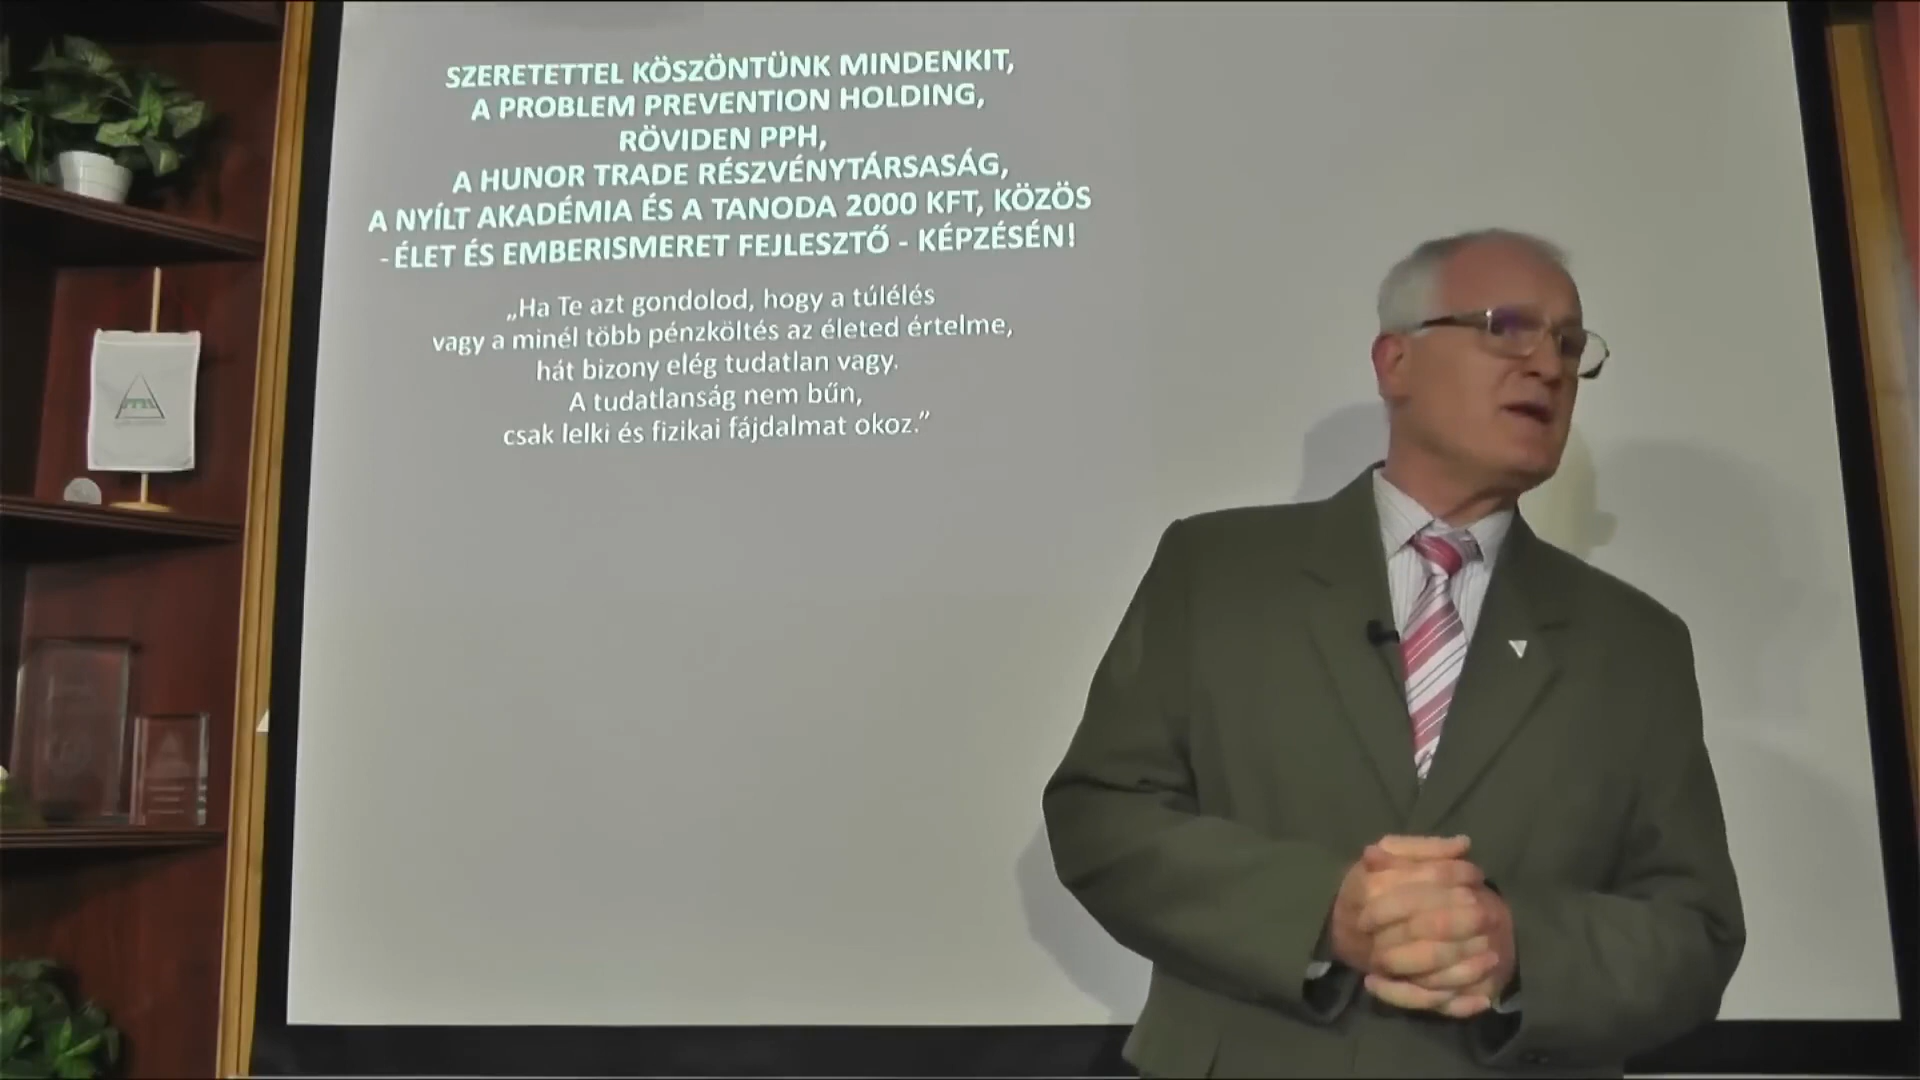 SZERETETTEL KÖSZÖNTÜNK MINDENKIT,
A PROBLEM PREVENTION HOLDING,
RÖVIDEN PPH,
A HUNOR TRADE RÉSZVÉNYTÁRSASÁG,
A NYÍLT AKADÉMIA ÉS A TANODA 2000 KFT, KÖZÖS
- ÉLET ÉS EMBERISMERET FEJLESZTŐ - KÉPZÉSÉN!
„Ha Te azt gondolod, hogy a túlélés
vagy a minél több pénzköltés az életed értelme,
hát bizony elég tudatlan vagy.
A tudatlanság nem bűn,
csak lelki és fizikai fájdalmat okoz.”